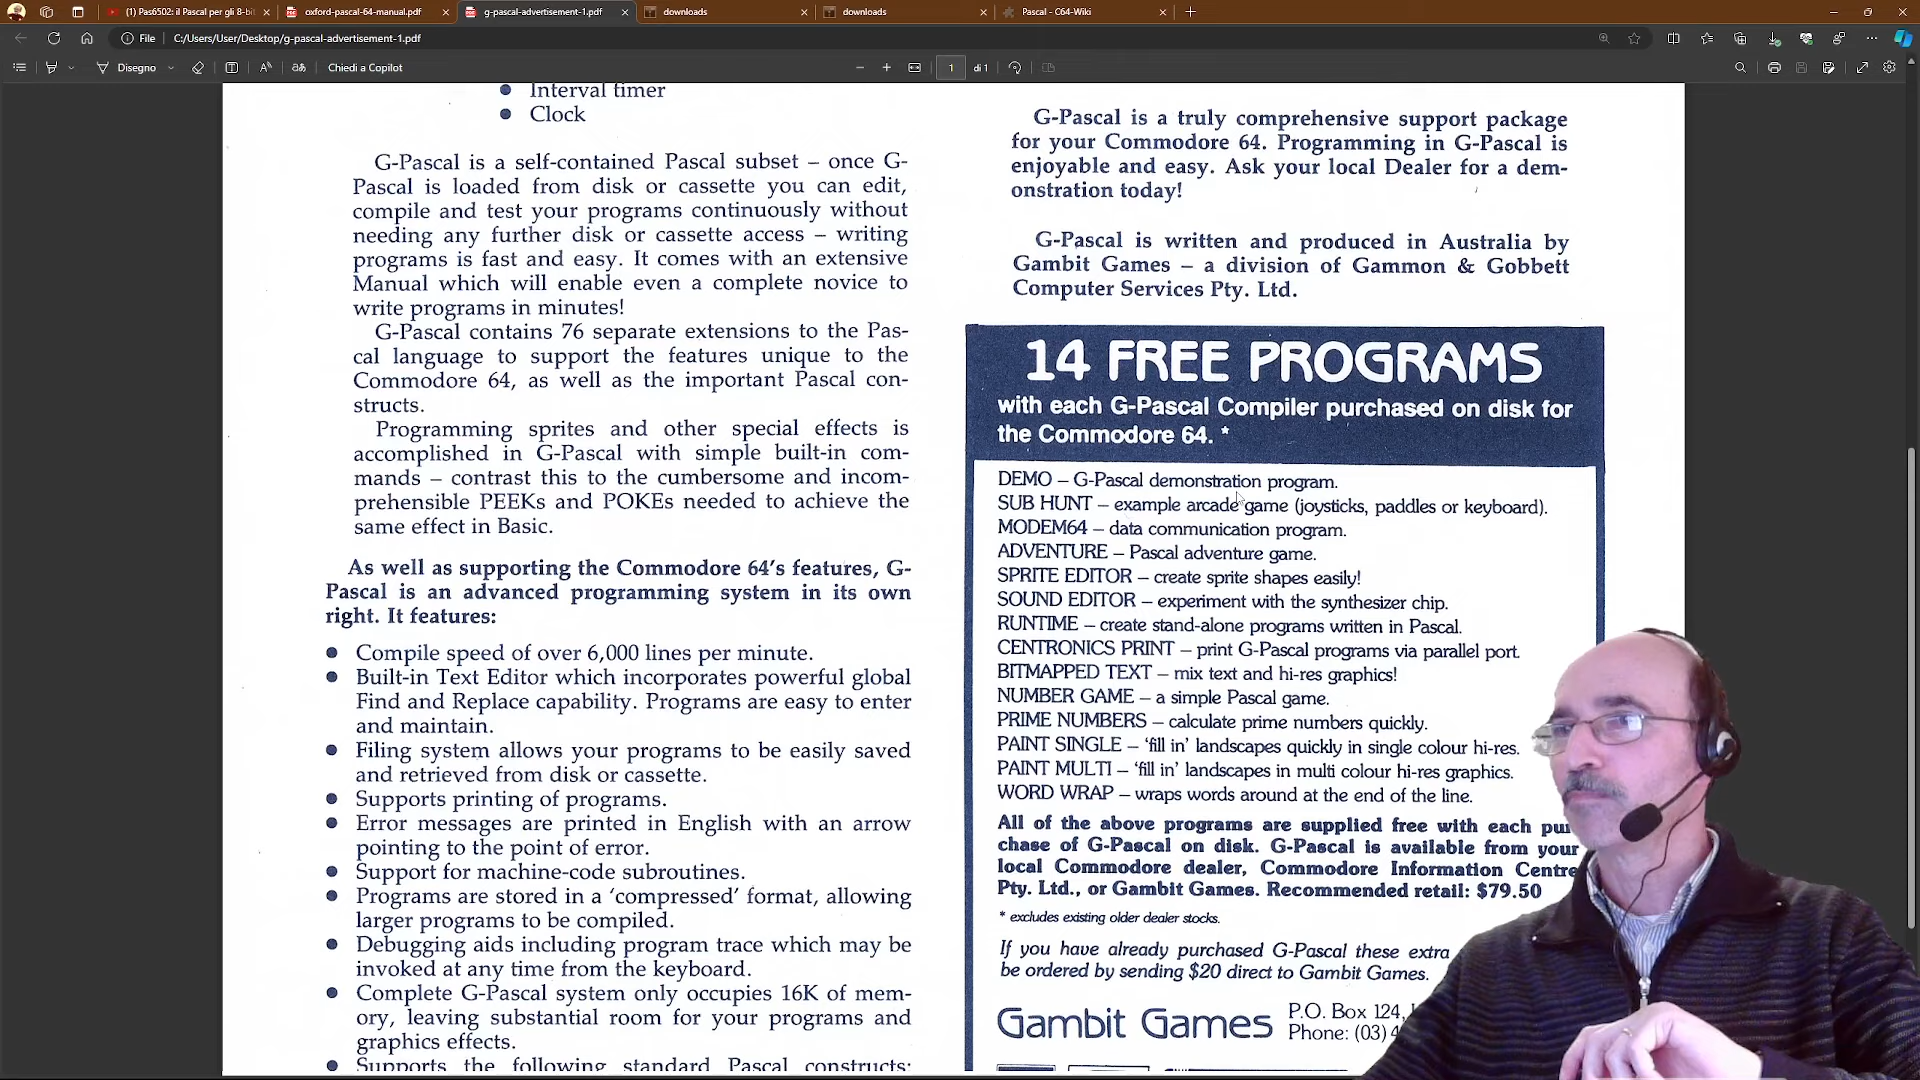 (1) Pas6502: il Pascal per gli 8-bi
oxford-pascal-64-manual.pdf
g-pascal-advertisement-1.pdf
downloads
downloads
Pascal - C64-Wiki
File
C:/Users/User/Desktop/g-pascal-advertisement-1.pdf
Disegno
Chiedi a Copilot
1
di 1
Interval timer
Clock
G-Pascal is a self-contained Pascal subset – once G-
Pascal is loaded from disk or cassette you can edit,
compile and test your programs continuously without
needing any further disk or cassette access – writing
programs is fast and easy. It comes with an extensive
Manual which will enable even a complete novice to
write programs in minutes!
G-Pascal contains 76 separate extensions to the Pas-
cal language to support the features unique to the
Commodore 64, as well as the important Pascal con-
structs.
Programming sprites and other special effects is
accomplished in G-Pascal with simple built-in com-
mands – contrast this to the cumbersome and incom-
prehensible PEEKs and POKEs needed to achieve the
same effect in Basic.
As well as supporting the Commodore 64's features, G-
Pascal is an advanced programming system in its own
right. It features:
Compile speed of over 6,000 lines per minute.
Built-in Text Editor which incorporates powerful global
Find and Replace capability. Programs are easy to enter
and maintain.
Filing system allows your programs to be easily saved
and retrieved from disk or cassette.
Supports printing of programs.
Error messages are printed in English with an arrow
pointing to the point of error.
Support for machine-code subroutines.
Programs are stored in a 'compressed' format, allowing
larger programs to be compiled.
Debugging aids including program trace which may be
invoked at any time from the keyboard.
Complete G-Pascal system only occupies 16K of mem-
ory, leaving substantial room for your programs and
graphics effects.
Supports the following standard Pascal constructs:
G-Pascal is a truly comprehensive support package
for your Commodore 64. Programming in G-Pascal is
enjoyable and easy. Ask your local Dealer for a dem-
onstration today!
G-Pascal is written and produced in Australia by
Gambit Games – a division of Gammon & Gobbett
Computer Services Pty. Ltd.
14 FREE PROGRAMS
with each G-Pascal Compiler purchased on disk for
the Commodore 64. *
DEMO – G-Pascal demonstration program.
SUB HUNT – example arcade game (joysticks, paddles or keyboard).
MODEM64 – data communication program.
ADVENTURE – Pascal adventure game.
SPRITE EDITOR – create sprite shapes easily!
SOUND EDITOR – experiment with the synthesizer chip.
RUNTIME – create stand-alone programs written in Pascal.
CENTRONICS PRINT – print G-Pascal programs via parallel port.
BITMAPPED TEXT – mix text and hi-res graphics!
NUMBER GAME – a simple Pascal game.
PRIME NUMBERS – calculate prime numbers quickly.
PAINT SINGLE – 'fill in' landscapes quickly in single colour hi-res.
PAINT MULTI – 'fill in' landscapes in multi colour hi-res graphics.
WORD WRAP – wraps words around at the end of the line.
All of the above programs are supplied free with each pur
chase of G-Pascal on disk. G-Pascal is available from your
local Commodore dealer, Commodore Information Centre
Pty. Ltd., or Gambit Games. Recommended retail: $79.50
* excludes existing older dealer stocks.
If you have already purchased G-Pascal these extra
be ordered by sending $20 direct to Gambit Games.
Gambit Games
P.O. Box 124,
Phone: (03) 4